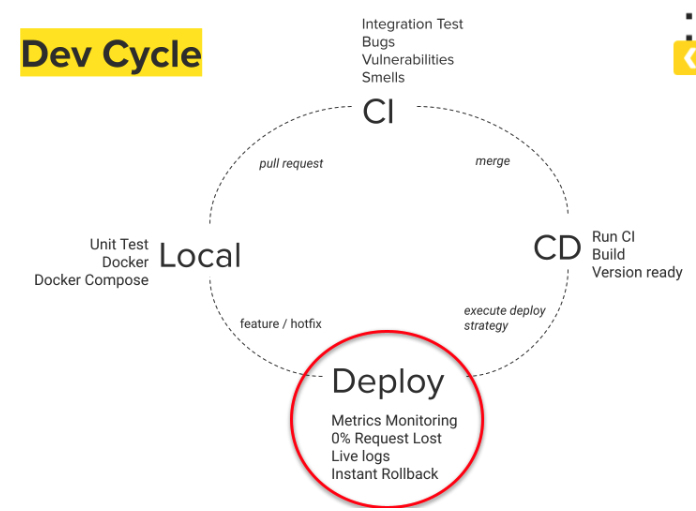 Dev Cycle
Integration Test
Bugs
Vulnerabilities
Smells
CI
pull request
merge
Unit Test
Docker
Docker Compose
Local
CD
Run CI
Build
Version ready
feature / hotfix
execute deploy
strategy
Deploy
Metrics Monitoring
0% Request Lost
Live logs
Instant Rollback